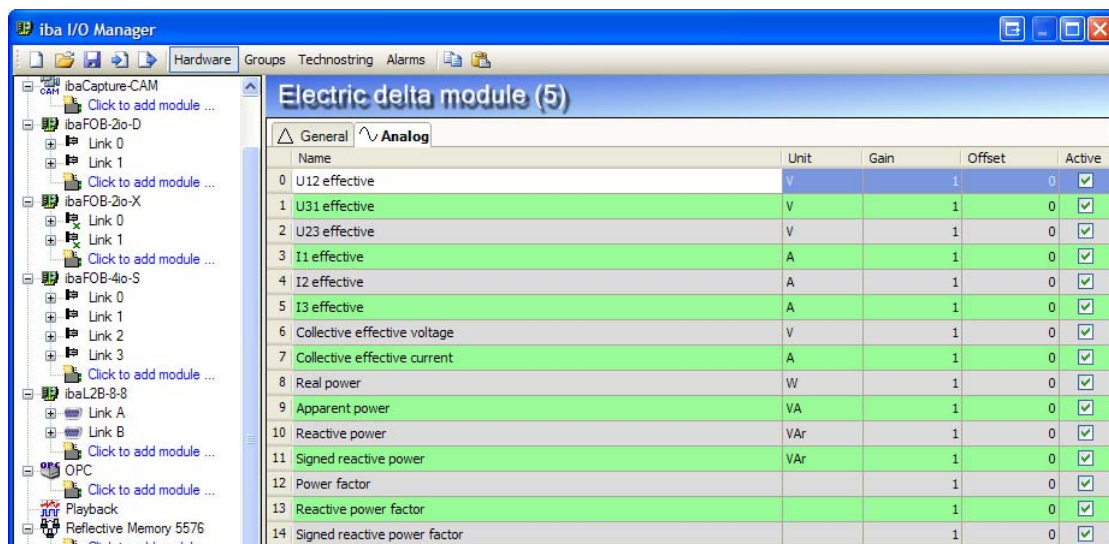 iba I/O Manager
Hardware Groups Technostring Alarms
ibaCapture-CAM
CAM
Click to add module ...
ibaFOB-2io-D
Link 0
Link 1
Click to add module ...
ibaFOB-2io-X
Link 0
Link 1
Click to add module ...
ibaFOB-4io-S
Link 0
Link 1
Link 2
Link 3
Click to add module ...
ibaL2B-8-8
Link A
Link B
Click to add module ...
OPC
Click to add module ...
Playback
Reflective Memory 5576
Electric delta module (5)
General Analog
Name Unit Gain Offset Active
0 U12 effective V 1 0
1 U31 effective V 1 0
2 U23 effective V 1 0
3 I1 effective A 1 0
4 I2 effective A 1 0
5 I3 effective A 1 0
6 Collective effective voltage V 1 0
7 Collective effective current A 1 0
8 Real power W 1 0
9 Apparent power VA 1 0
10 Reactive power VAr 1 0
11 Signed reactive power VAr 1 0
12 Power factor 1 0
13 Reactive power factor 1 0
14 Signed reactive power factor 1 0